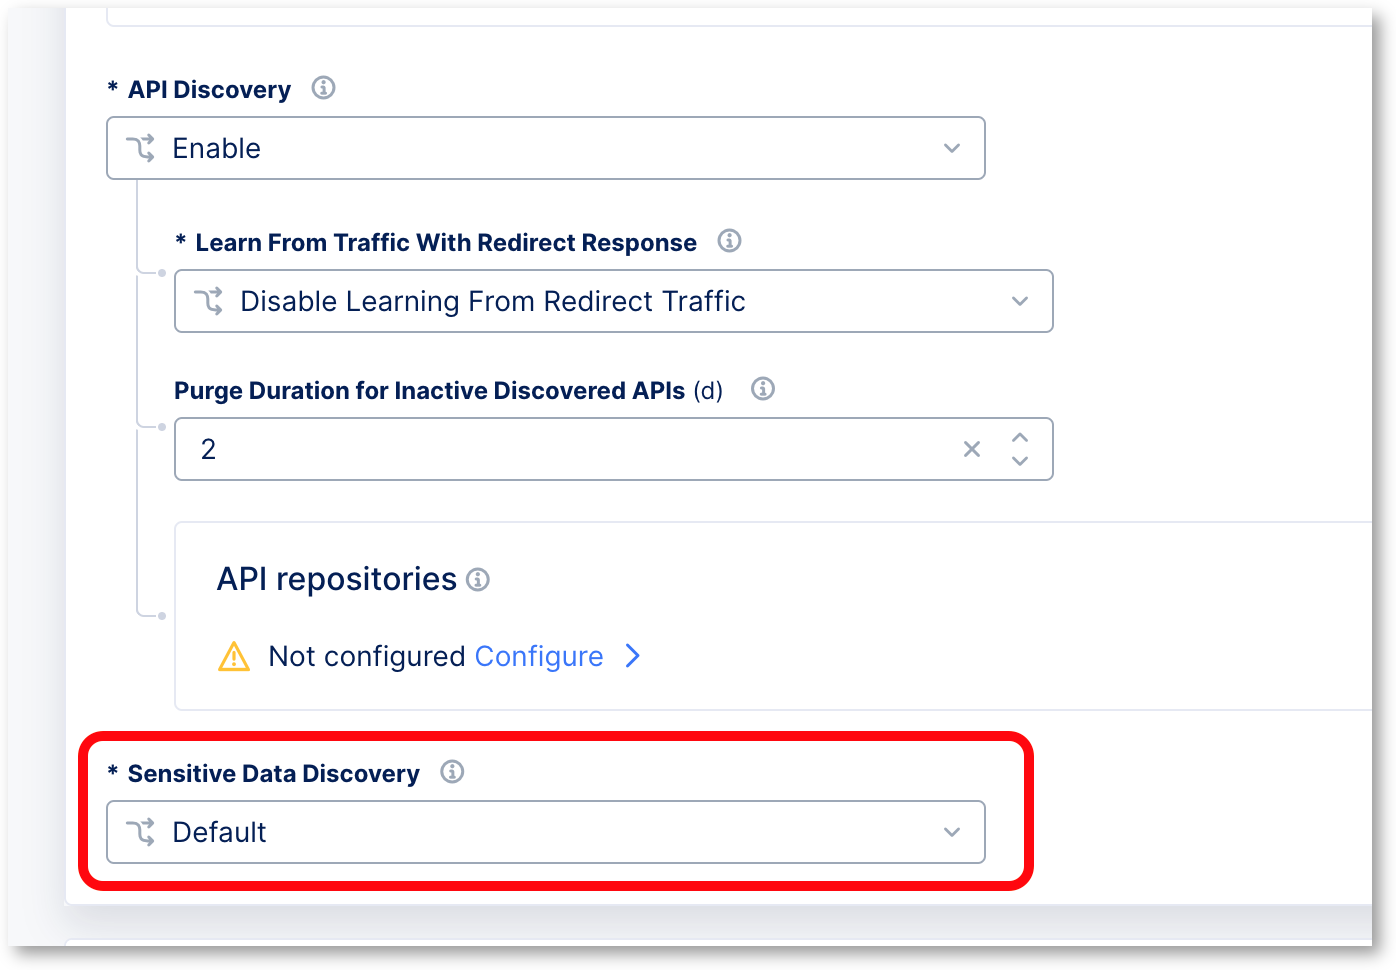 * API Discovery
Enable
* Learn From Traffic With Redirect Response
Disable Learning From Redirect Traffic
Purge Duration for Inactive Discovered APIs (d)
2
API repositories
Not configured Configure
* Sensitive Data Discovery
Default